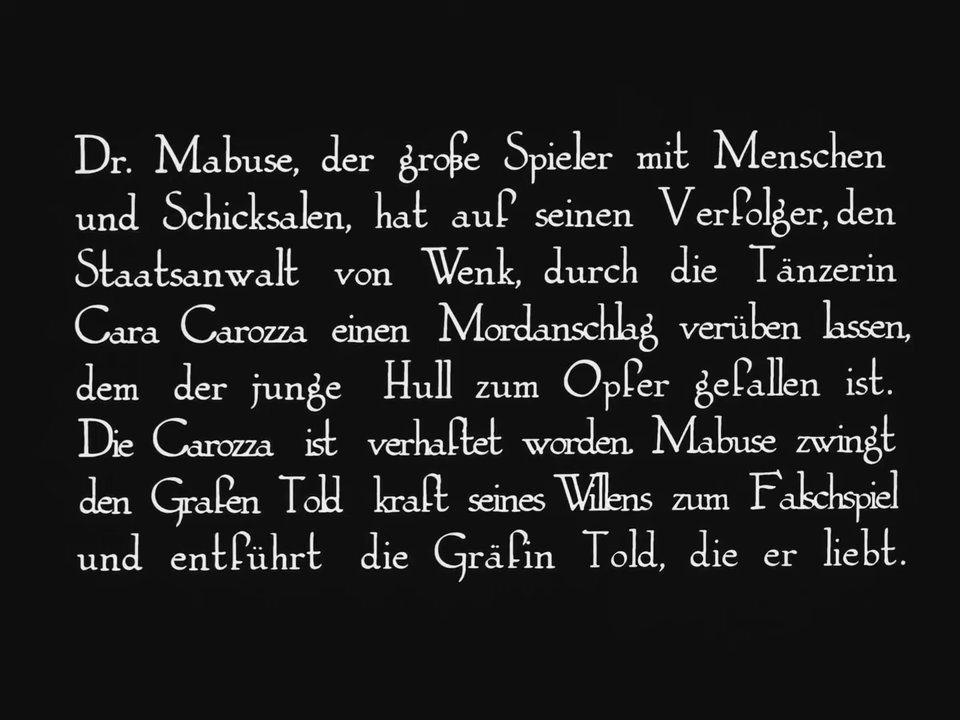 Dr. Mabuse, der große Spieler mit Menschen
und Schicksalen, hat auf seinen Verfolger, den
Staatsanwalt von Wenk, durch die Tänzerin
Cara Carozza einen Mordanschlag verüben lassen,
dem der junge Hull zum Opfer gefallen ist.
Die Carozza ist verhaftet worden. Mabuse zwingt
den Grafen Told kraft seines Willens zum Falschspiel
und entführt die Gräfin Told, die er liebt.